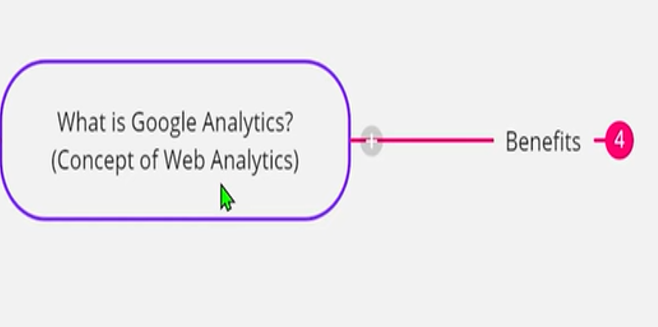 What is Google Analytics?
(Concept of Web Analytics)
+
Benefits
4